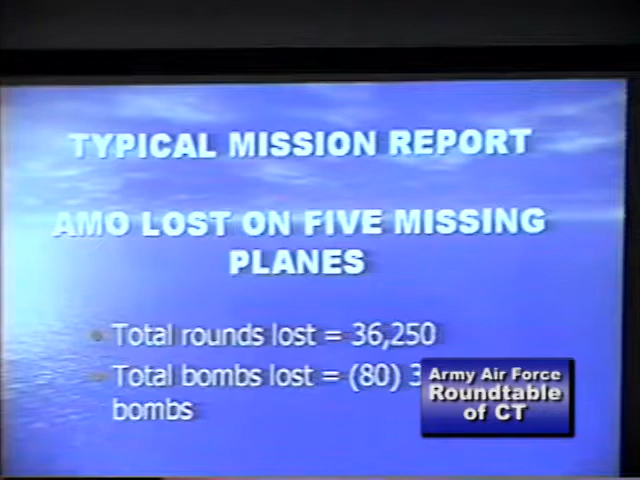 TYPICAL MISSION REPORT
AMO LOST ON FIVE MISSING
PLANES
• Total rounds lost = 36,250
• Total bombs lost = (80) 3
bombs
Army Air Force
Roundtable
of CT